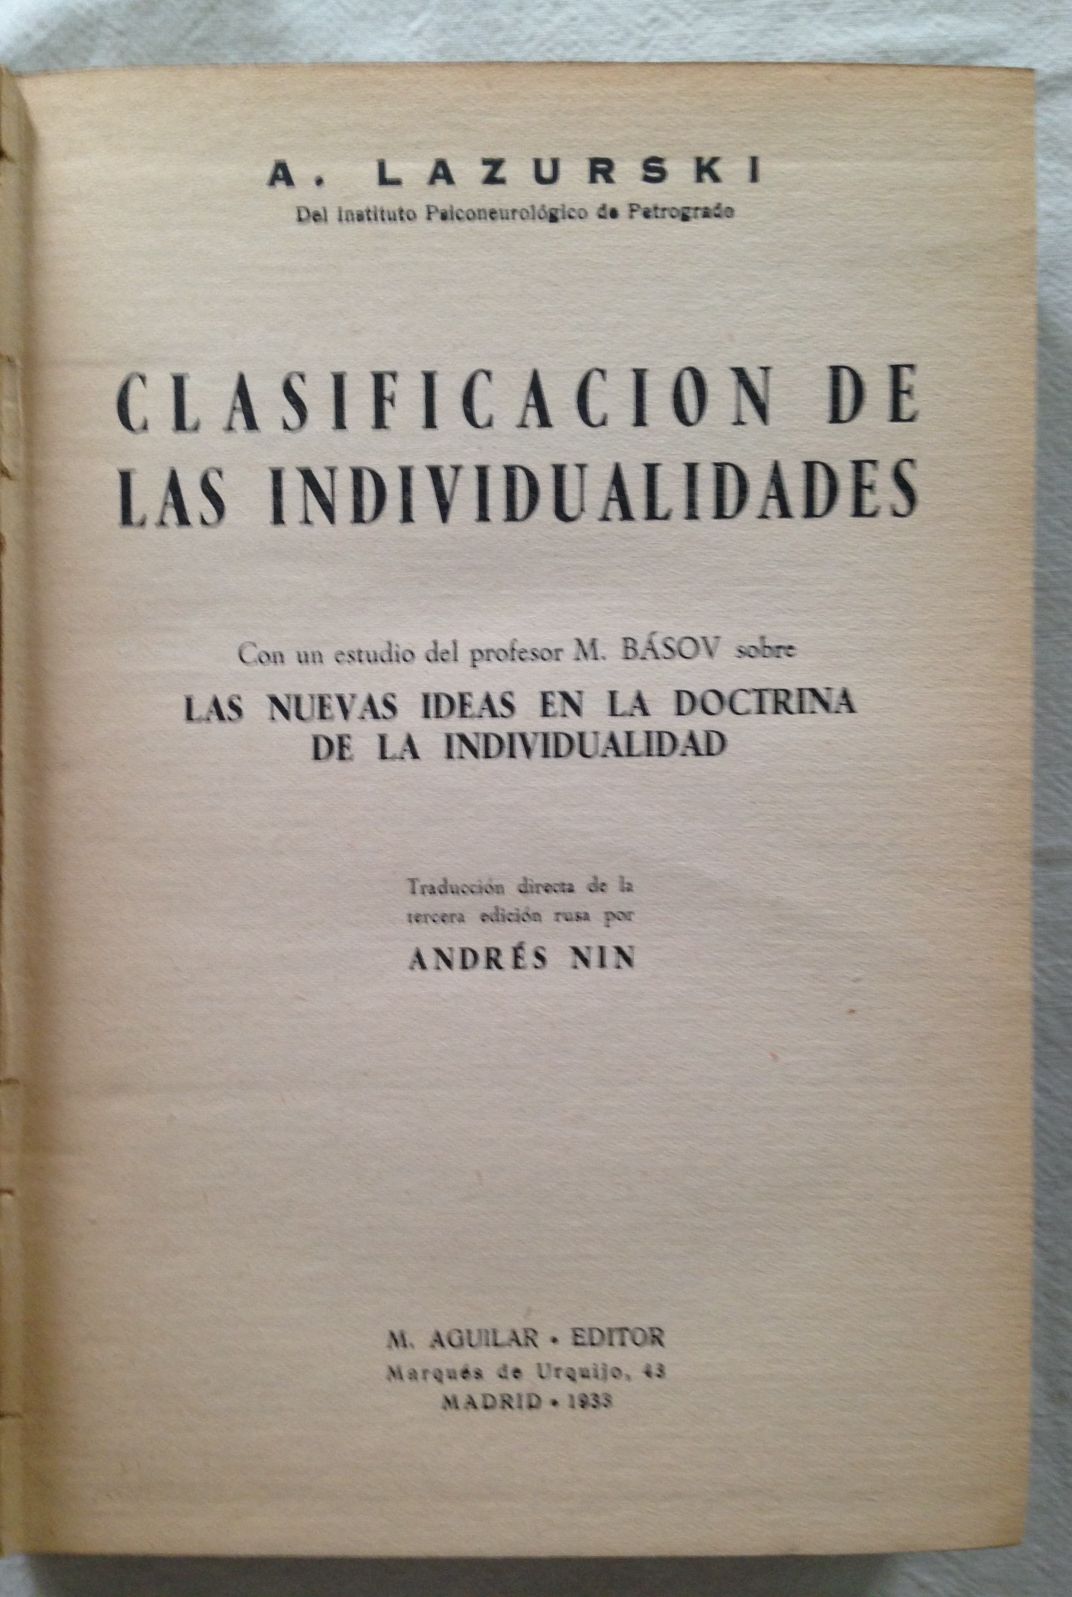 A. LAZURSKI
Del Instituto Psiconeurológico de Petrogrado
CLASIFICACION DE
LAS INDIVIDUALIDADES
Con un estudio del profesor M. BÁSOV sobre
LAS NUEVAS IDEAS EN LA DOCTRINA
DE LA INDIVIDUALIDAD
Traducción directa de la
tercera edición rusa por
ANDRÉS NIN
M. AGUILAR • EDITOR
Marqués de Urquijo, 43
MADRID • 1933